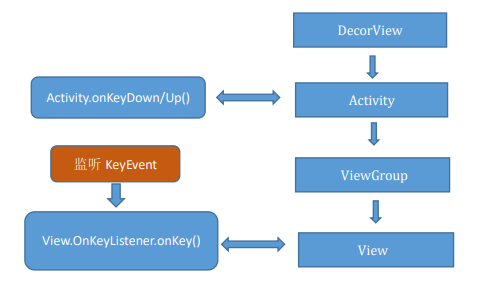 DecorView
Activity.onKeyDown/Up()
Activity
监听 KeyEvent
ViewGroup
View.OnKeyListener.onKey()
View